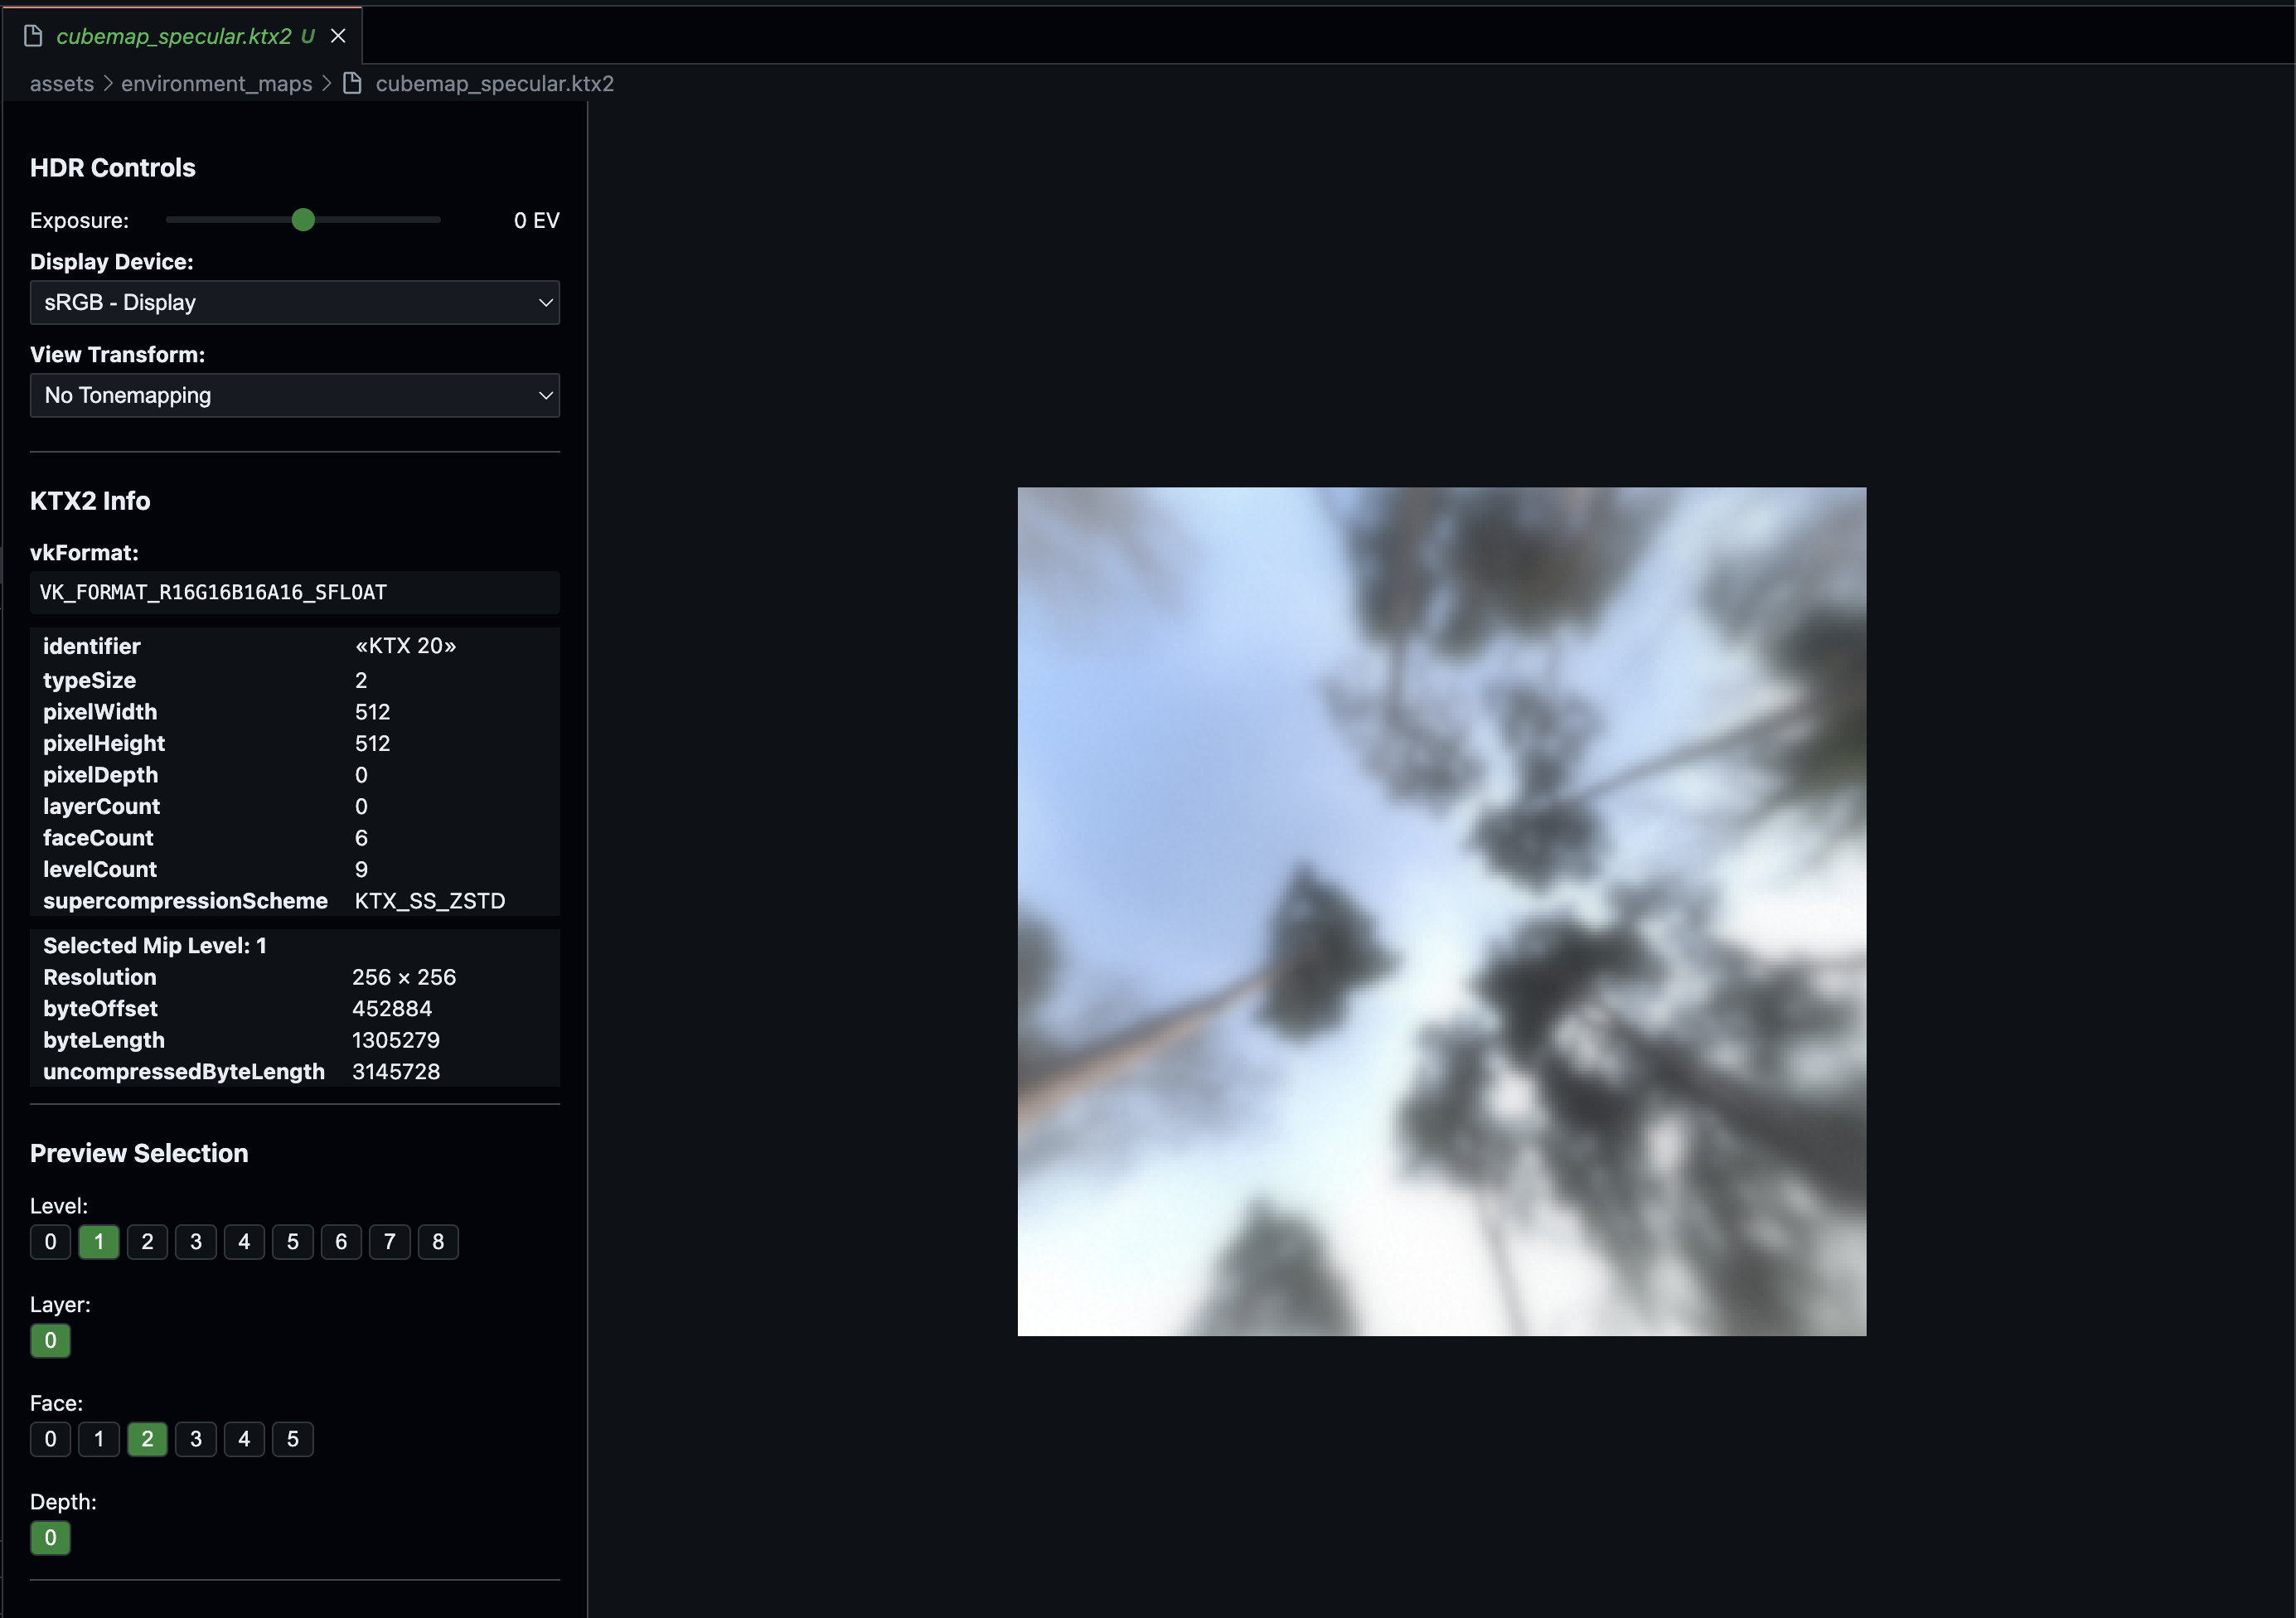 cubemap_specular.ktx2 U
assets > environment_maps > cubemap_specular.ktx2
HDR Controls
Exposure: 0 EV
Display Device:
sRGB - Display
View Transform:
No Tonemapping
KTX2 Info
vkFormat:
VK_FORMAT_R16G16B16A16_SFLOAT
identifier «KTX 20»
typeSize 2
pixelWidth 512
pixelHeight 512
pixelDepth 0
layerCount 0
faceCount 6
levelCount 9
supercompressionScheme KTX_SS_ZSTD
Selected Mip Level: 1
Resolution 256 × 256
byteOffset 452884
byteLength 1305279
uncompressedByteLength 3145728
Preview Selection
Level:
0 1 2 3 4 5 6 7 8
Layer:
0
Face:
0 1 2 3 4 5
Depth:
0